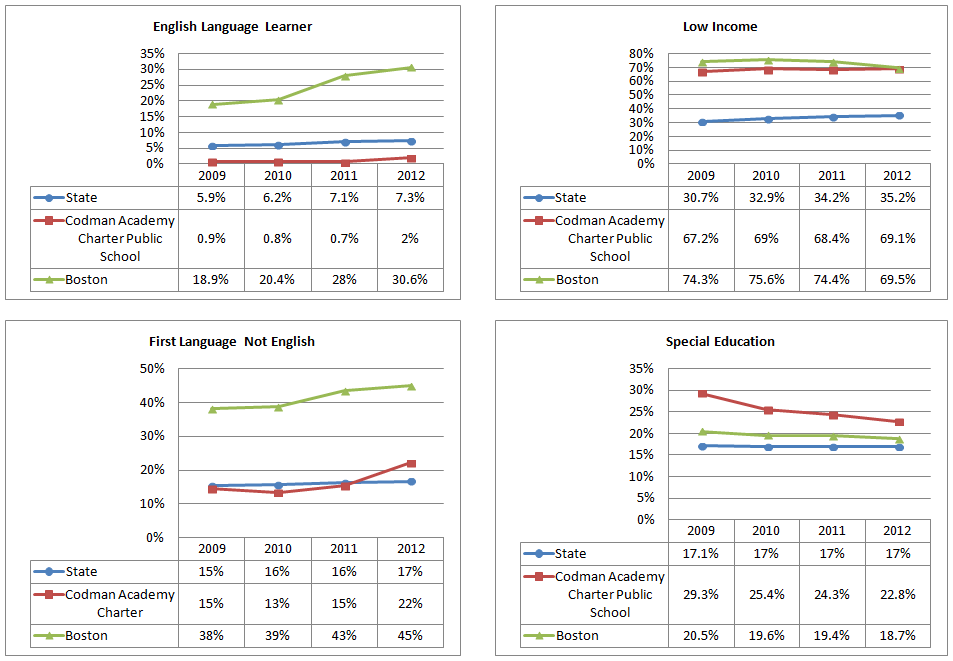 English Language Learner
35%
30%
25%
20%
15%
10%
5%
0%
2009 2010 2011 2012
State 5.9% 6.2% 7.1% 7.3%
Codman Academy
Charter Public
School
0.9% 0.8% 0.7% 2%
Boston 18.9% 20.4% 28% 30.6%
Low Income
80%
70%
60%
50%
40%
30%
20%
10%
0%
2009 2010 2011 2012
State 30.7% 32.9% 34.2% 35.2%
Codman Academy
Charter Public
School
67.2% 69% 68.4% 69.1%
Boston 74.3% 75.6% 74.4% 69.5%
First Language Not English
50%
40%
30%
20%
10%
0%
2009 2010 2011 2012
State 15% 16% 16% 17%
Codman Academy
Charter
15% 13% 15% 22%
Boston 38% 39% 43% 45%
Special Education
35%
30%
25%
20%
15%
10%
5%
0%
2009 2010 2011 2012
State 17.1% 17% 17% 17%
Codman Academy
Charter Public
School
29.3% 25.4% 24.3% 22.8%
Boston 20.5% 19.6% 19.4% 18.7%